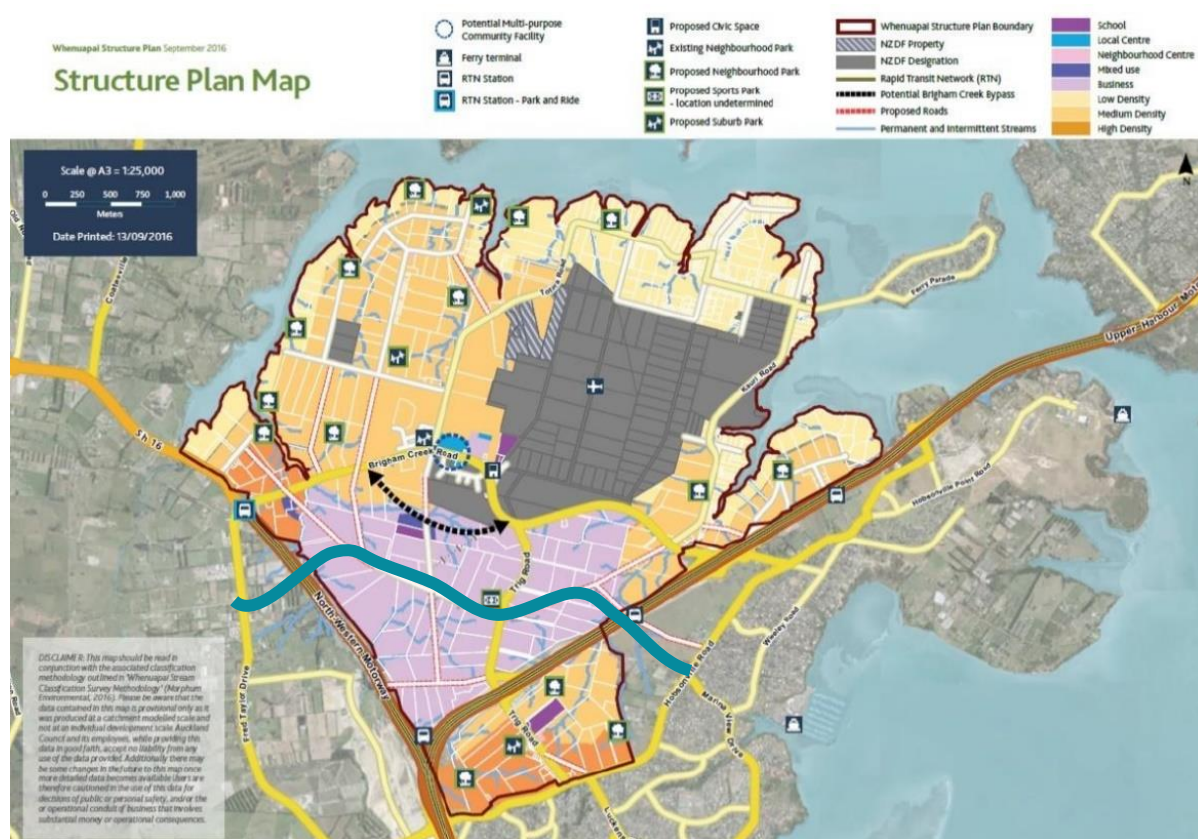 Whenuapai Structure Plan September 2016
Structure Plan Map
Potential Multi-purpose
Community Facility
Ferry terminal
RTN Station
RTN Station - Park and Ride
Proposed Civic Space
Existing Neighbourhood Park
Proposed Neighbourhood Park
Proposed Sports Park
- location undetermined
Proposed Suburb Park
Whenuapai Structure Plan Boundary
NZDF Property
NZDF Designation
Rapid Transit Network (RTN)
Potential Brigham Creek Bypass
Proposed Roads
Permanent and Intermittent Streams
School
Local Centre
Neighbourhood Centre
Mixed use
Business
Low Density
Medium Density
High Density
Scale @ A3 = 1:25,000
0 250 500 750 1,000
Meters
Date Printed: 13/09/2016
N
Totara Road
Ferry Parade
Upper Harbour
Kauri Road
Sh 16
Brigham Creek Road
Hobsonville Point Road
Trig Road
North-Western Motorway
Wiseley Road
Fred Taylor Drive
Marina View Drive
Trig Road
DISCLAIMER: This map should be read in
conjunction with the associated classification
methodology outlined in 'Whenuapai Stream
Classification Survey Methodology' (Morphum
Environmental, 2016). Please be aware that the
data contained in this map is provisional only as it
was produced at a catchment modelled scale and
not at an individual development scale. Auckland
Council and its employees, while providing this
data in good faith, accept no liability from any
use of the data provided. Additionally there may
be some changes in the future to this map once
more detailed data becomes available. Users are
therefore cautioned in the use of this data for
decisions of public or personal safety, and/or the
or operational conduit of business that involves
substantial money or operational consequences.